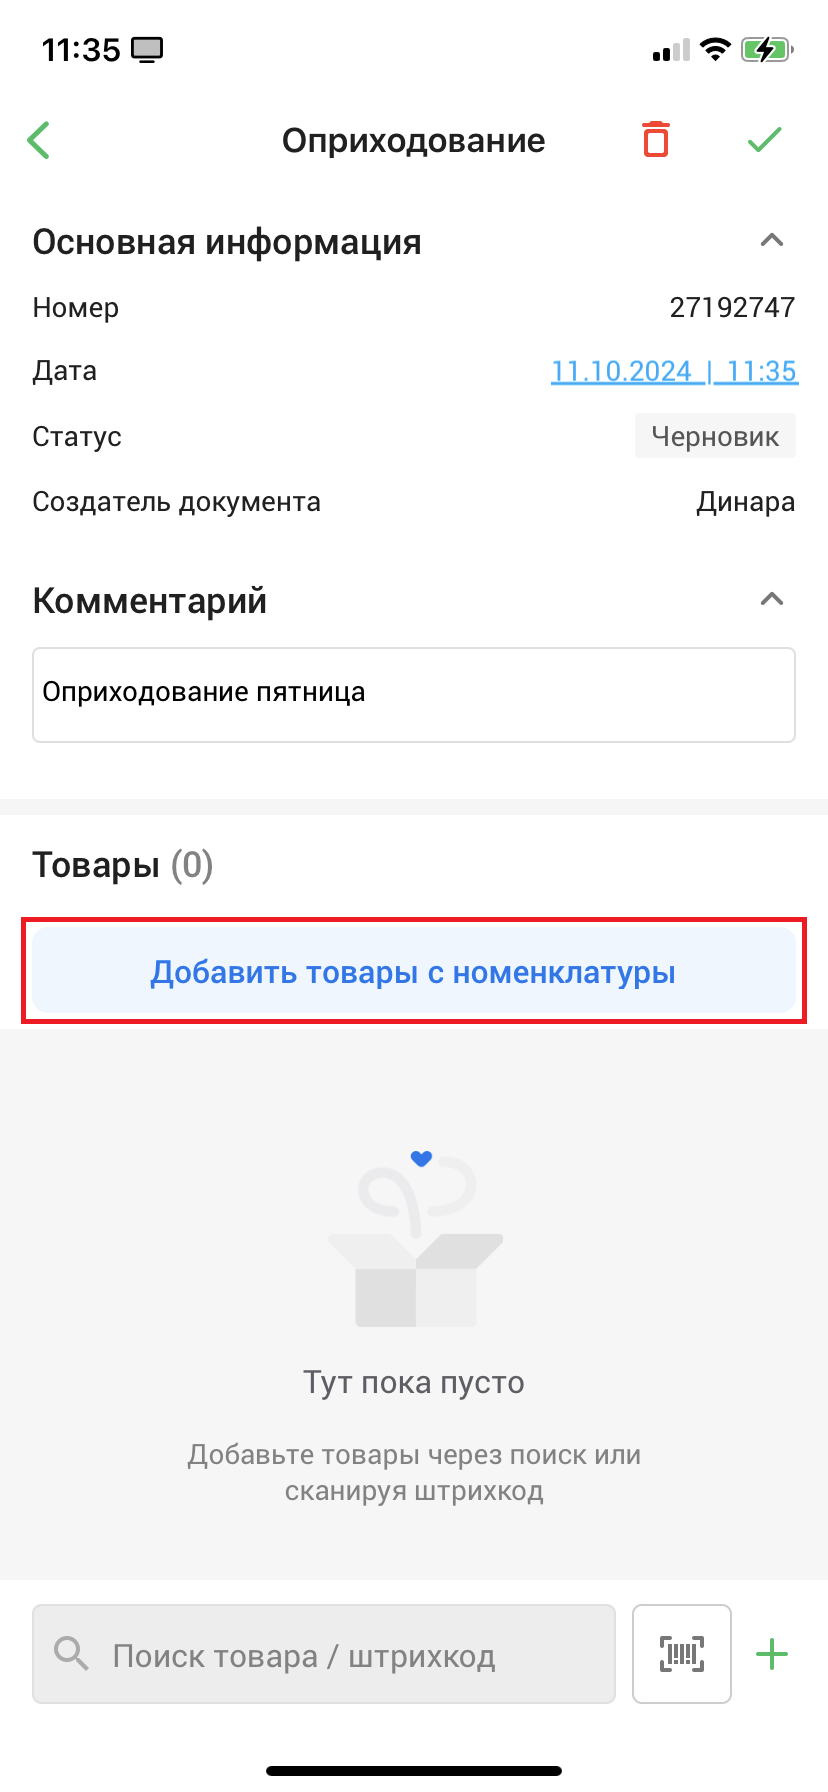 11:35
Оприходование
Основная информация
Номер
27192747
Дата
11.10.2024 | 11:35
Статус
Черновик
Создатель документа
Динара
Комментарий
Оприходование пятница
Товары (0)
Добавить товары с номенклатуры
Тут пока пусто
Добавьте товары через поиск или
сканируя штрихкод
Поиск товара / штрихкод